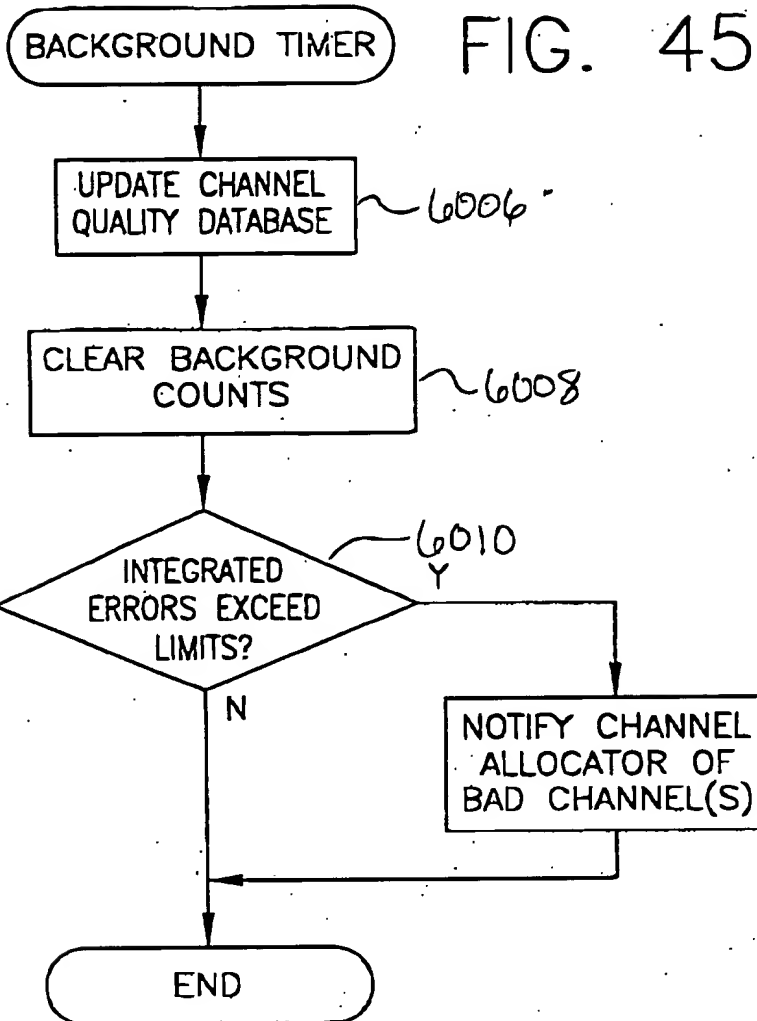 BACKGROUND TIMER
FIG. 45
UPDATE CHANNEL
QUALITY DATABASE
6006
CLEAR BACKGROUND
COUNTS
6008
6010
INTEGRATED
ERRORS EXCEED
LIMITS?
Y
N
NOTIFY CHANNEL
ALLOCATOR OF
BAD CHANNEL(S)
END